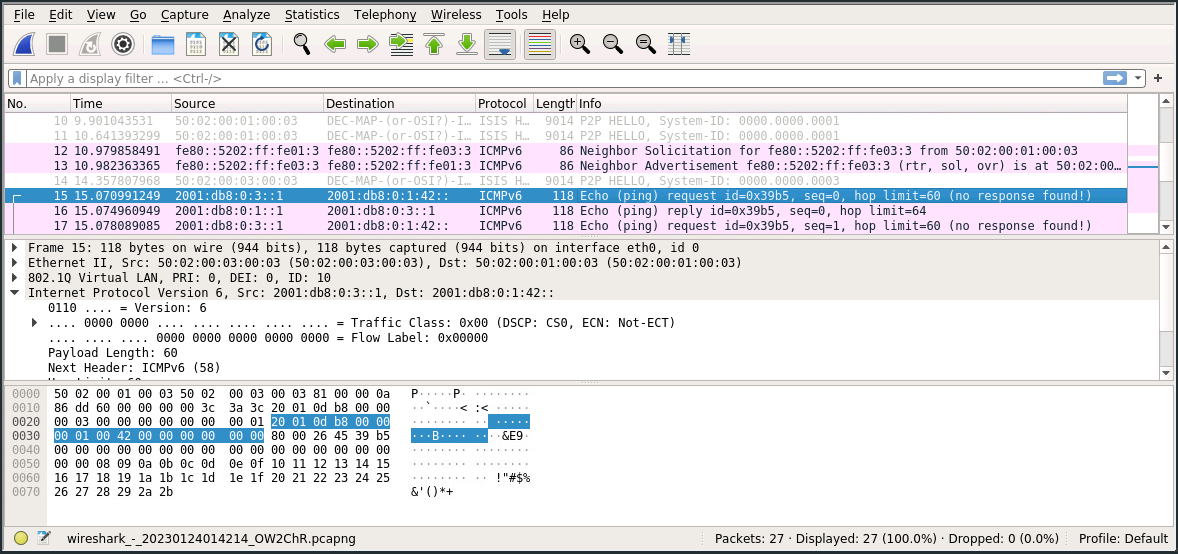 File Edit View Go Capture Analyze Statistics Telephony Wireless Tools Help
Apply a display filter … <Ctrl-/>
No. Time Source Destination Protocol Length Info
10 9.901043531 50:02:00:01:00:03 DEC-MAP-(or-OSI?)-I… ISIS H… 9014 P2P HELLO, System-ID: 0000.0000.0001
11 10.641393299 50:02:00:01:00:03 DEC-MAP-(or-OSI?)-I… ISIS H… 9014 P2P HELLO, System-ID: 0000.0000.0001
12 10.979858491 fe80::5202:ff:fe01:3 fe80::5202:ff:fe03:3 ICMPv6 86 Neighbor Solicitation for fe80::5202:ff:fe03:3 from 50:02:00:01:00:03
13 10.982363365 fe80::5202:ff:fe03:3 fe80::5202:ff:fe01:3 ICMPv6 86 Neighbor Advertisement fe80::5202:ff:fe03:3 (rtr, sol, ovr) is at 50:02:00…
14 14.357807968 50:02:00:03:00:03 DEC-MAP-(or-OSI?)-I… ISIS H… 9014 P2P HELLO, System-ID: 0000.0000.0003
15 15.070991249 2001:db8:0:3::1 2001:db8:0:1:42:: ICMPv6 118 Echo (ping) request id=0x39b5, seq=0, hop limit=60 (no response found!)
16 15.074960949 2001:db8:0:1:42:: 2001:db8:0:3::1 ICMPv6 118 Echo (ping) reply id=0x39b5, seq=0, hop limit=64
17 15.078089085 2001:db8:0:3::1 2001:db8:0:1:42:: ICMPv6 118 Echo (ping) request id=0x39b5, seq=1, hop limit=60 (no response found!)
Frame 15: 118 bytes on wire (944 bits), 118 bytes captured (944 bits) on interface eth0, id 0
Ethernet II, Src: 50:02:00:03:00:03 (50:02:00:03:00:03), Dst: 50:02:00:01:00:03 (50:02:00:01:00:03)
802.1Q Virtual LAN, PRI: 0, DEI: 0, ID: 10
Internet Protocol Version 6, Src: 2001:db8:0:3::1, Dst: 2001:db8:0:1:42::
0110 .... = Version: 6
.... 0000 0000 .... .... .... .... .... = Traffic Class: 0x00 (DSCP: CS0, ECN: Not-ECT)
.... .... .... 0000 0000 0000 0000 0000 = Flow Label: 0x00000
Payload Length: 60
Next Header: ICMPv6 (58)
0000 50 02 00 01 00 03 50 02 00 03 00 03 81 00 00 0a P·····P· ········
0010 86 dd 60 00 00 00 00 3c 3a 3c 20 01 0d b8 00 00 ··`····< :< ·····
0020 00 03 00 00 00 00 00 00 00 01 20 01 0d b8 00 00 ········ ·· ·····
0030 00 01 00 42 00 00 00 00 00 00 80 00 26 45 39 b5 ···B···· ····&E9·
0040 00 00 00 00 00 00 00 00 00 00 00 00 00 00 00 00 ········ ········
0050 00 00 08 09 0a 0b 0c 0d 0e 0f 10 11 12 13 14 15 ········ ········
0060 16 17 18 19 1a 1b 1c 1d 1e 1f 20 21 22 23 24 25 ········ ·· !"#$%
0070 26 27 28 29 2a 2b &'()*+
wireshark_-_20230124014214_OW2ChR.pcapng Packets: 27 · Displayed: 27 (100.0%) · Dropped: 0 (0.0%) Profile: Default